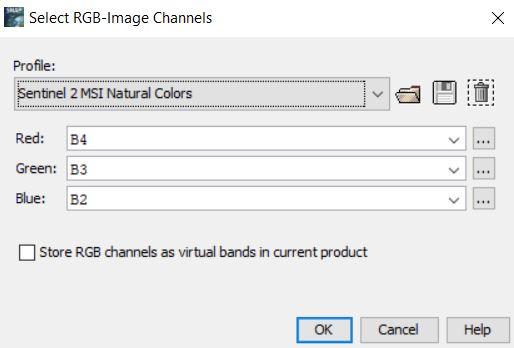 Select RGB-Image Channels
Profile:
Sentinel 2 MSI Natural Colors
Red: B4 ...
Green: B3 ...
Blue: B2 ...
Store RGB channels as virtual bands in current product
OK Cancel Help